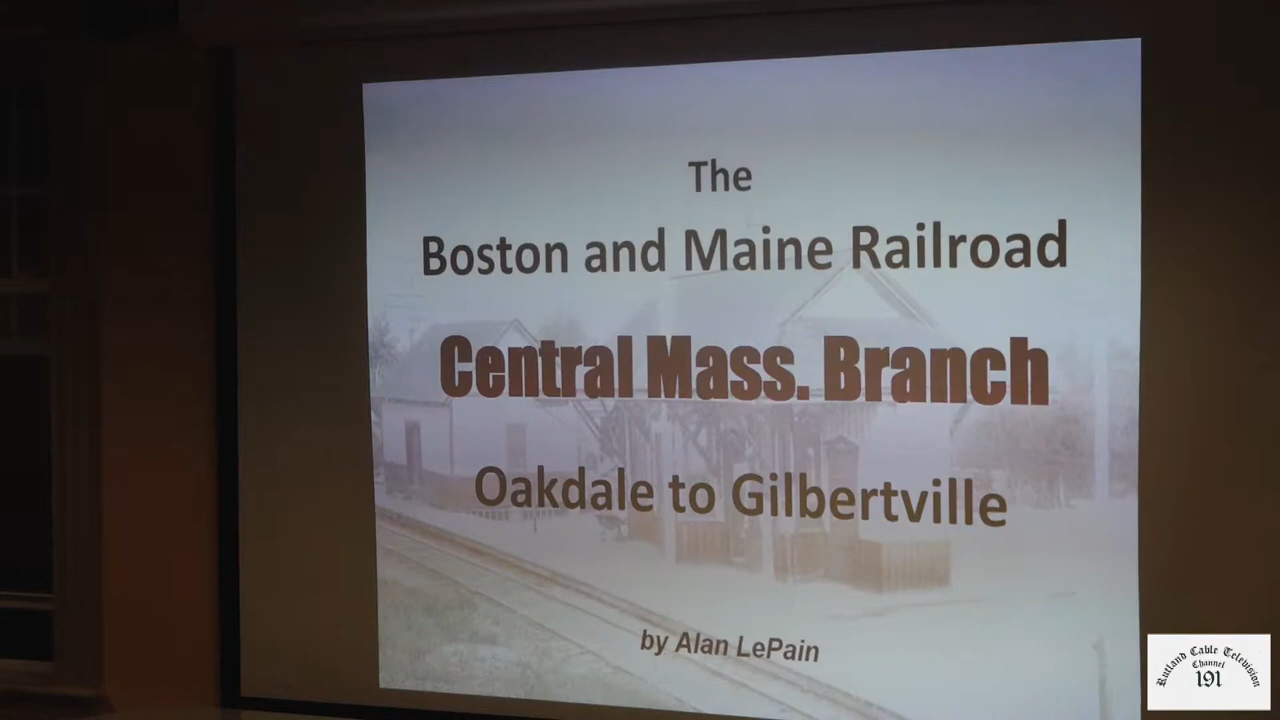 The
Boston and Maine Railroad
Central Mass. Branch
Oakdale to Gilbertville
by Alan LePain
Rutland Cable Television
Channel
191